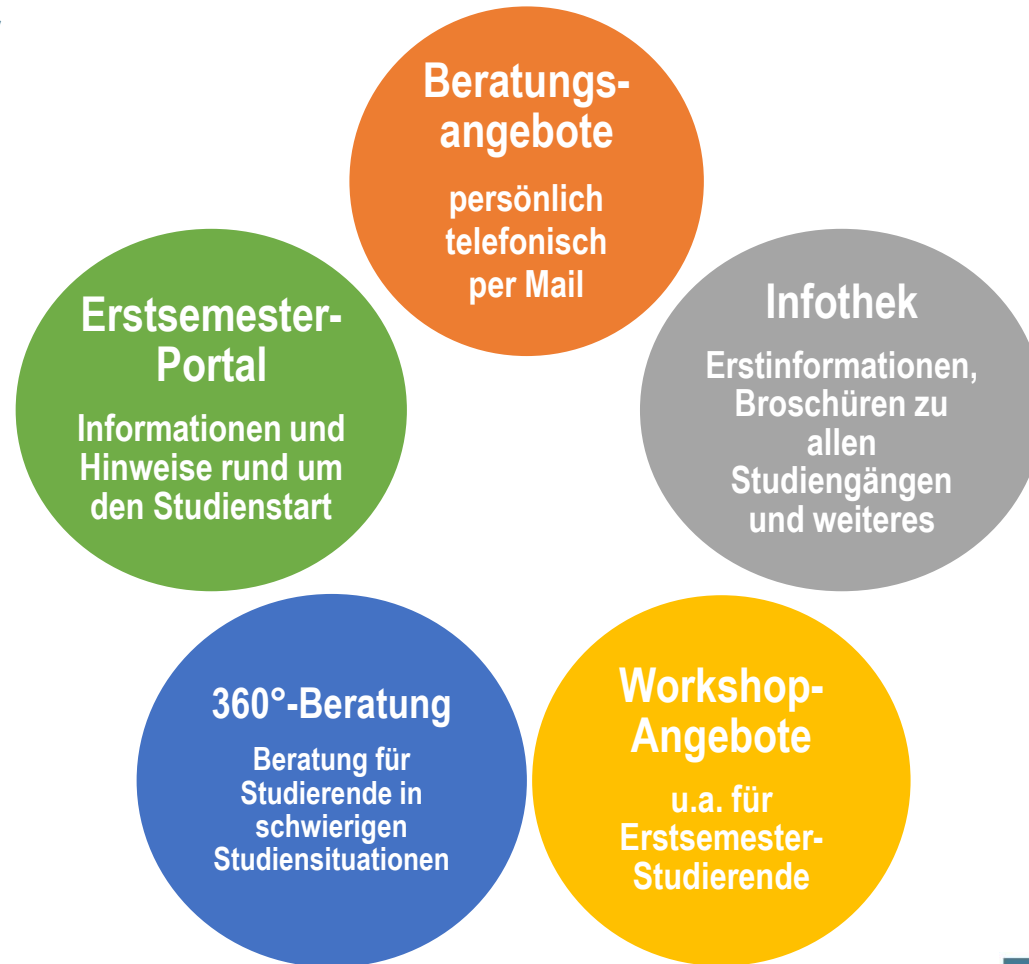 Beratungs-
angebote
persönlich
telefonisch
per Mail
Infothek
Erstinformationen,
Broschüren zu
allen
Studiengängen
und weiteres
Workshop-
Angebote
u.a. für
Erstsemester-
Studierende
360°-Beratung
Beratung für
Studierende in
schwierigen
Studiensituationen
Erstsemester-
Portal
Informationen und
Hinweise rund um
den Studienstart